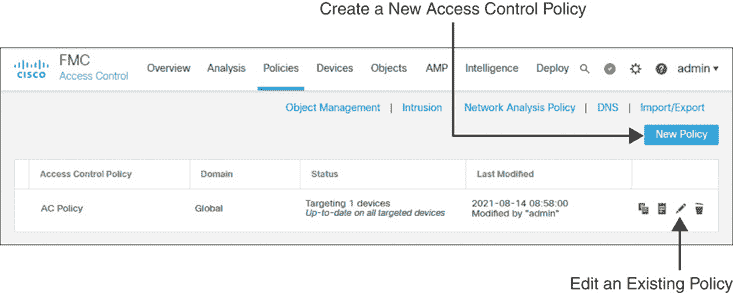 Create a New Access Control Policy
CISCO
FMC
Access Control
Overview Analysis Policies Devices Objects AMP Intelligence Deploy admin
Object Management | Intrusion | Network Analysis Policy | DNS | Import/Export
New Policy
Access Control Policy Domain Status Last Modified
AC Policy Global Targeting 1 devices 2021-08-14 08:58:00
Up-to-date on all targeted devices Modified by "admin"
Edit an Existing Policy